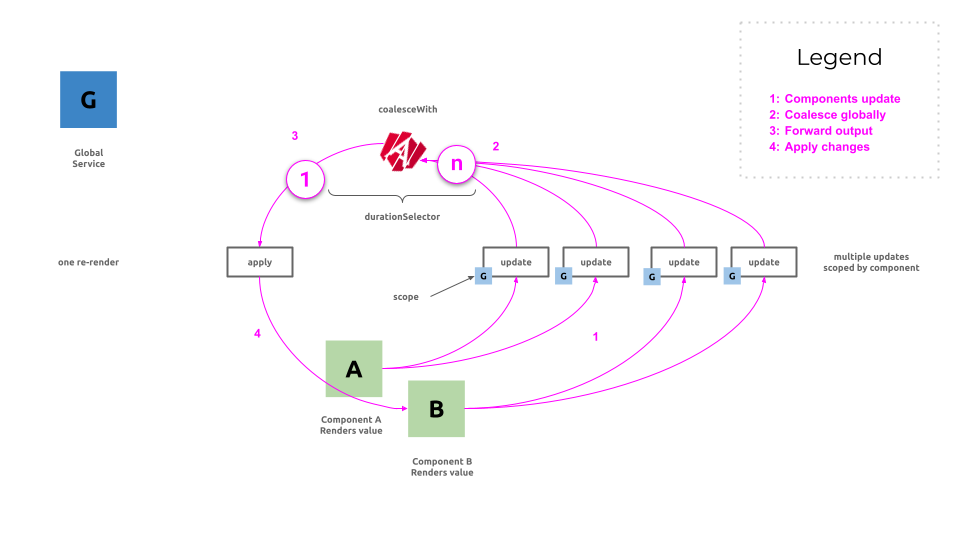 Legend
1: Components update
2: Coalesce globally
3: Forward output
4: Apply changes
G
Global
Service
coalesceWith
3
2
1
n
durationSelector
one re-render
apply
update
update
update
update
G
G
G
G
multiple updates
scoped by component
scope
4
1
A
Component A
Renders value
B
Component B
Renders value